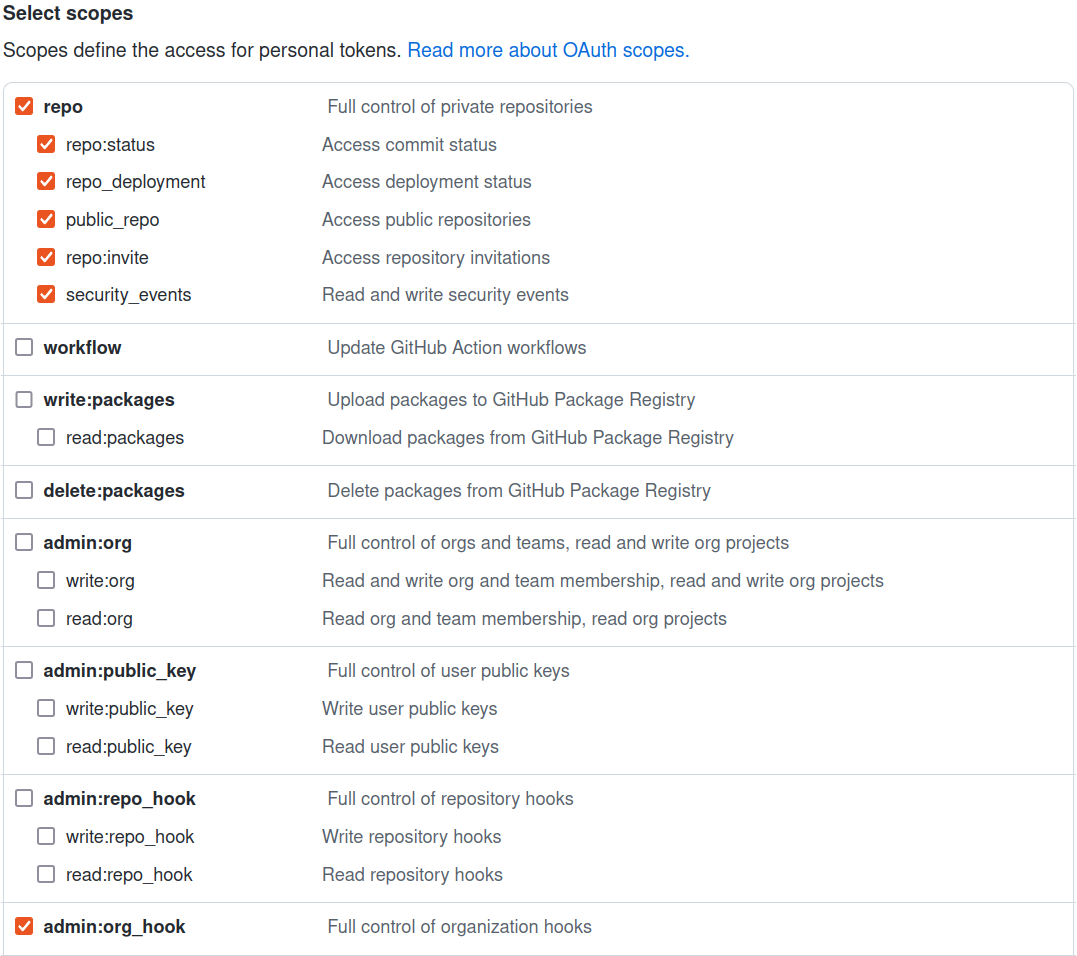 Select scopes
Scopes define the access for personal tokens. Read more about OAuth scopes.
repo Full control of private repositories
repo:status Access commit status
repo_deployment Access deployment status
public_repo Access public repositories
repo:invite Access repository invitations
security_events Read and write security events
workflow Update GitHub Action workflows
write:packages Upload packages to GitHub Package Registry
read:packages Download packages from GitHub Package Registry
delete:packages Delete packages from GitHub Package Registry
admin:org Full control of orgs and teams, read and write org projects
write:org Read and write org and team membership, read and write org projects
read:org Read org and team membership, read org projects
admin:public_key Full control of user public keys
write:public_key Write user public keys
read:public_key Read user public keys
admin:repo_hook Full control of repository hooks
write:repo_hook Write repository hooks
read:repo_hook Read repository hooks
admin:org_hook Full control of organization hooks